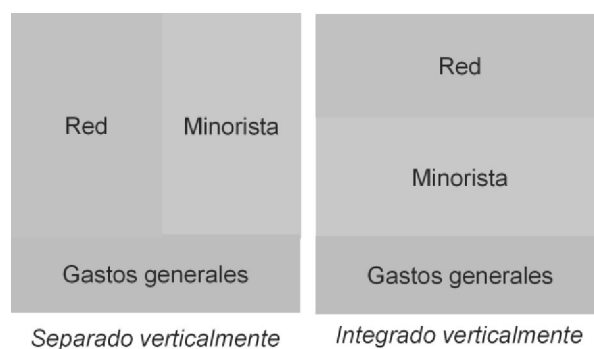 Red
Minorista
Gastos generales
Separado verticalmente
Red
Minorista
Gastos generales
Integrado verticalmente